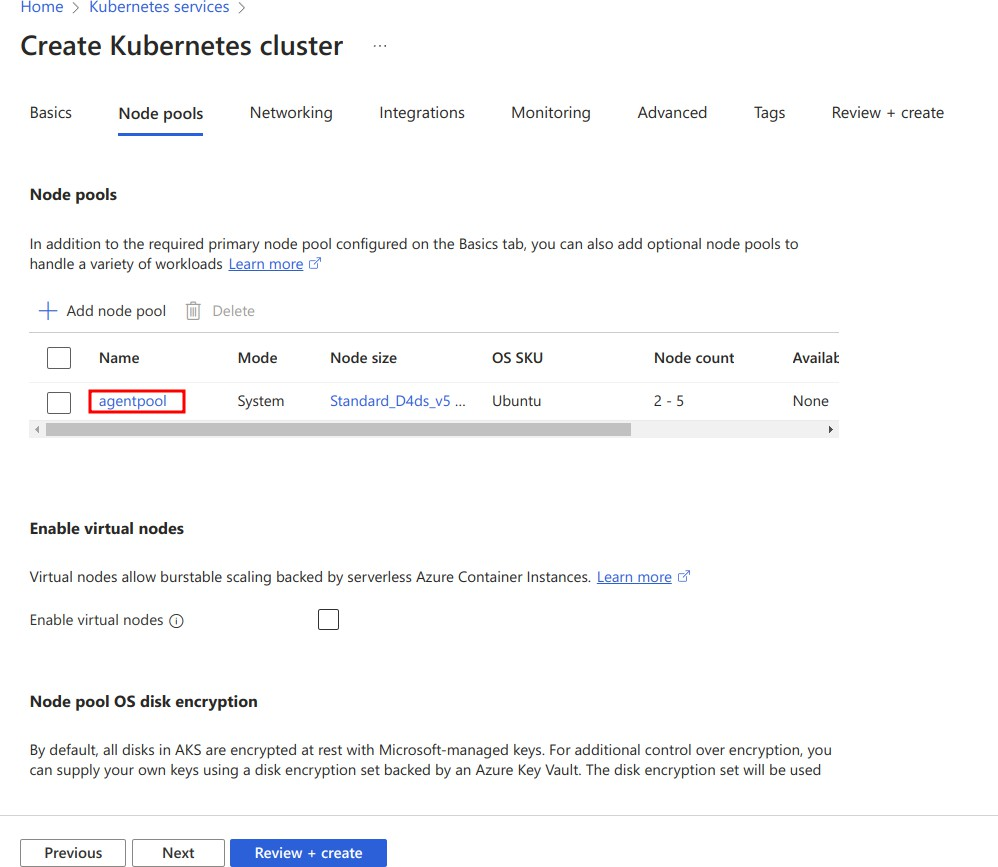 Home > Kubernetes services >
Create Kubernetes cluster ...
Basics Node pools Networking Integrations Monitoring Advanced Tags Review + create
Node pools
In addition to the required primary node pool configured on the Basics tab, you can also add optional node pools to
handle a variety of workloads Learn more
Add node pool Delete
Name Mode Node size OS SKU Node count Availab
agentpool System Standard_D4ds_v5 ... Ubuntu 2 - 5 None
Enable virtual nodes
Virtual nodes allow burstable scaling backed by serverless Azure Container Instances. Learn more
Enable virtual nodes
Node pool OS disk encryption
By default, all disks in AKS are encrypted at rest with Microsoft-managed keys. For additional control over encryption, you
can supply your own keys using a disk encryption set backed by an Azure Key Vault. The disk encryption set will be used
Previous Next Review + create